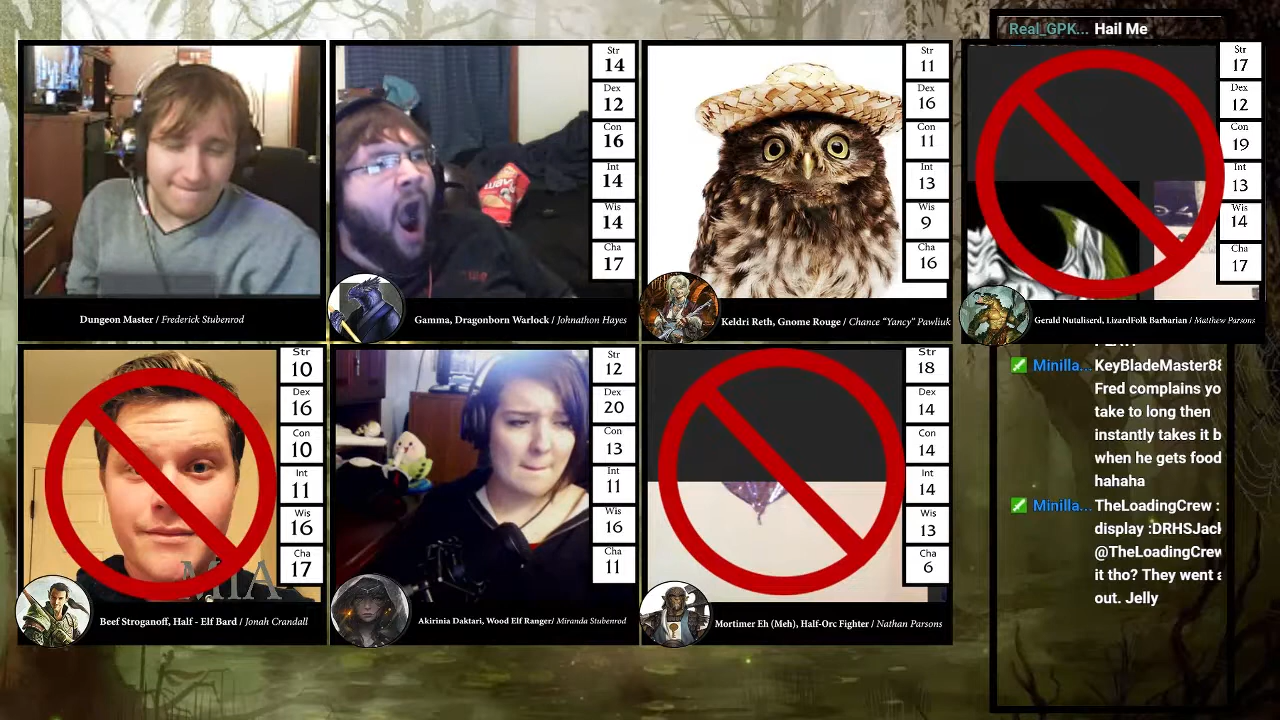 Real_GPK... Hail Me
Str
14
Dex
12
Con
16
Int
14
Wis
14
Cha
17
Dungeon Master / Frederick Stubenrod
Gamma, Dragonborn Warlock / Johnathon Hayes
Str
11
Dex
16
Con
11
Int
13
Wis
9
Cha
16
Keldri Reth, Gnome Rouge / Chance "Yancy" Pawliuk
Str
17
Dex
12
Con
19
Int
13
Wis
14
Cha
17
Gerald Nutaliserd, LizardFolk Barbarian / Matthew Parsons
Str
10
Dex
16
Con
10
Int
11
Wis
16
Cha
17
MIA
Beef Stroganoff, Half - Elf Bard / Jonah Crandall
Str
12
Dex
20
Con
13
Int
11
Wis
16
Cha
11
Akirinia Daktari, Wood Elf Ranger/ Miranda Stubenrod
Str
18
Dex
14
Con
14
Int
14
Wis
13
Cha
6
Mortimer Eh (Meh), Half-Orc Fighter / Nathan Parsons
Minilla... KeyBladeMaster88
Fred complains yo
take to long then
instantly takes it b
when he gets food
hahaha
Minilla... TheLoadingCrew :
display :DRHSJack
@TheLoadingCrew
it tho? They went a
out. Jelly